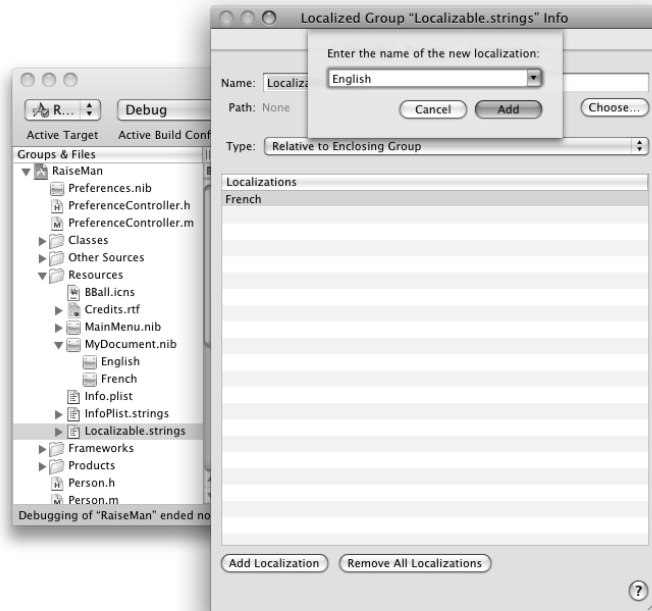 Localized Group “Localizable.strings” Info
Enter the name of the new localization:
English
Cancel
Add
Name:
Path: None
Choose...
Type: Relative to Enclosing Group
Localizations
French
Add Localization
Remove All Localizations
?
R...
Debug
Active Target
Groups & Files
RaiseMan
Preferences.nib
PreferenceController.h
PreferenceController.m
Classes
Other Sources
Resources
BBall.icns
Credits.rtf
MainMenu.nib
MyDocument.nib
English
French
Info.plist
InfoPlist.strings
Localizable.strings
Frameworks
Products
Person.h
Person.m
Debugging of “RaiseMan” ended